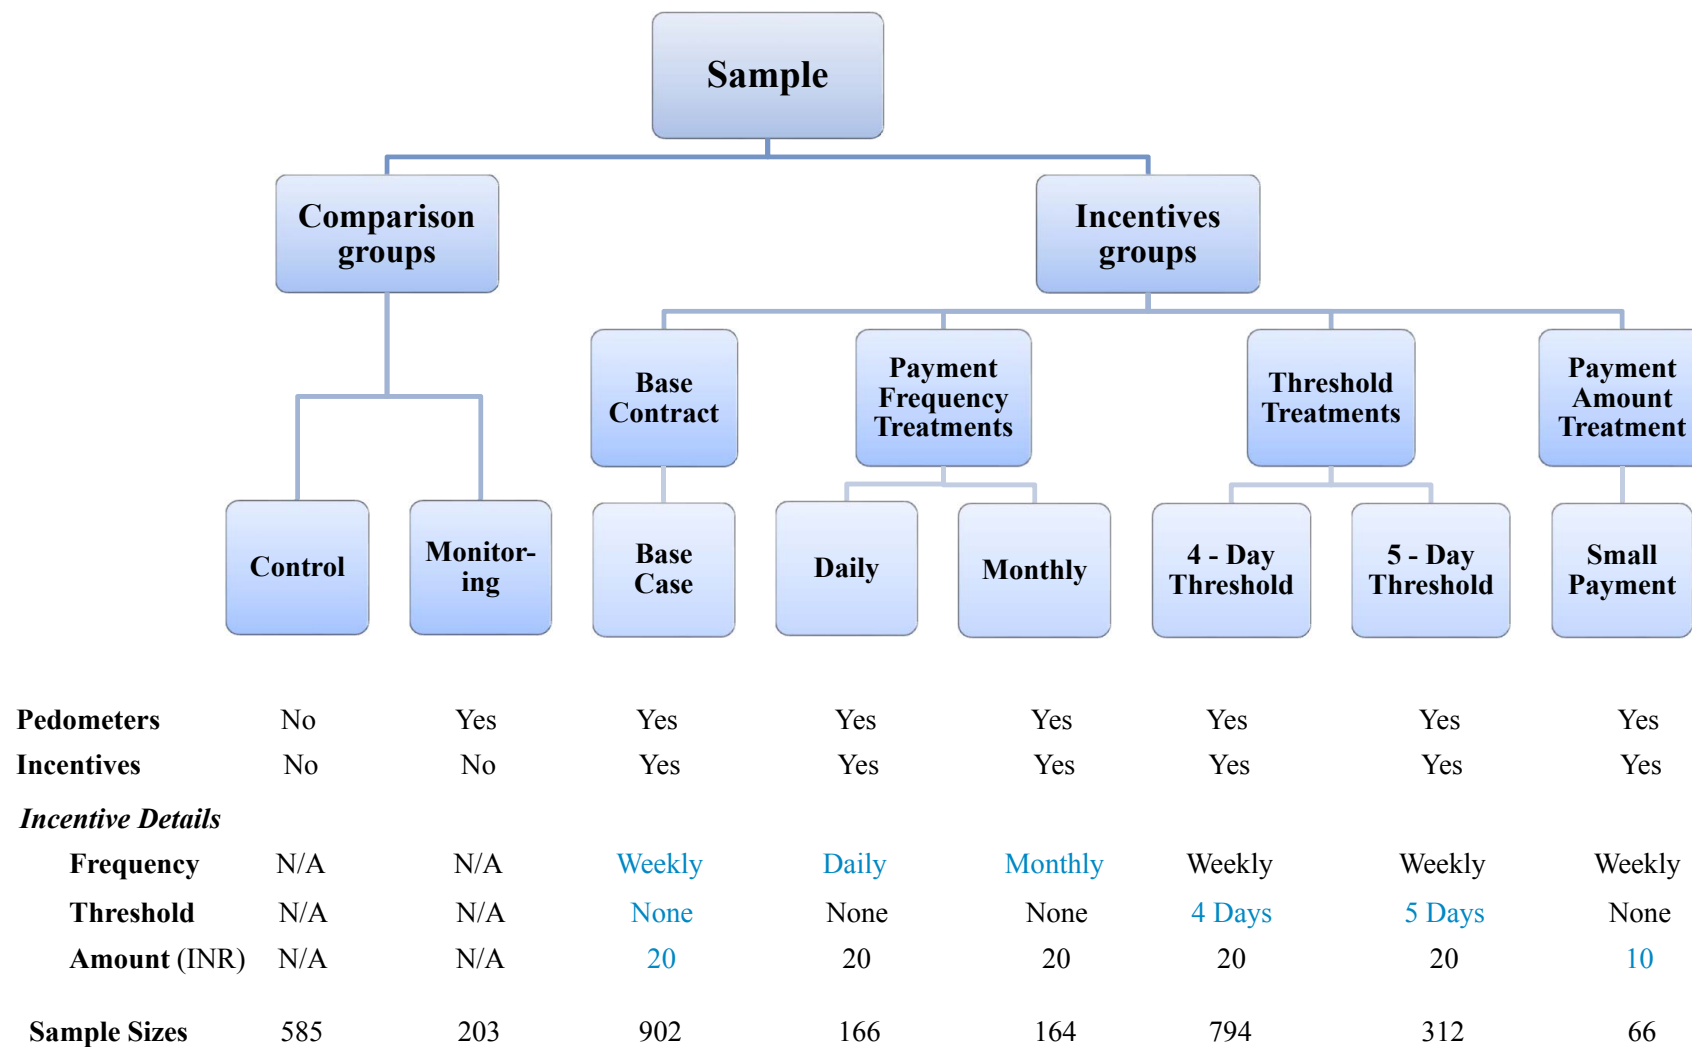 Sample
Comparison
groups
Incentives
groups
Base
Contract
Payment
Frequency
Treatments
Threshold
Treatments
Payment
Amount
Treatment
Control
Monitor-
ing
Base
Case
Daily
Monthly
4 - Day
Threshold
5 - Day
Threshold
Small
Payment
Pedometers No Yes Yes Yes Yes Yes Yes Yes
Incentives No No Yes Yes Yes Yes Yes Yes
Incentive Details
Frequency N/A N/A Weekly Daily Monthly Weekly Weekly Weekly
Threshold N/A N/A None None None 4 Days 5 Days None
Amount (INR) N/A N/A 20 20 20 20 20 10
Sample Sizes 585 203 902 166 164 794 312 66